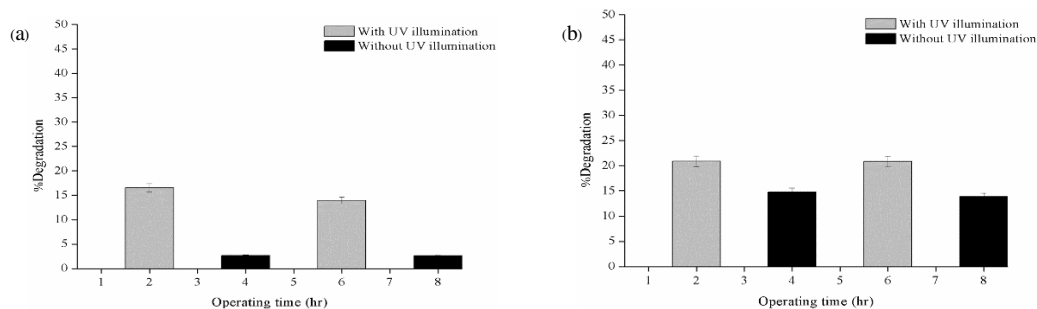 (a)
With UV illumination
Without UV illumination
50
45
40
35
30
25
20
15
10
5
0
%Degradation
1 2 3 4 5 6 7 8
Operating time (hr)
(b)
With UV illumination
Without UV illumination
50
45
40
35
30
25
20
15
10
5
0
%Degradation
1 2 3 4 5 6 7 8
Operating time (hr)